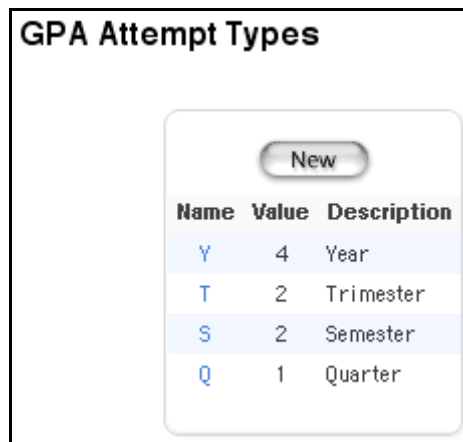 GPA Attempt Types
New
Name Value Description
Y 4 Year
T 2 Trimester
S 2 Semester
Q 1 Quarter